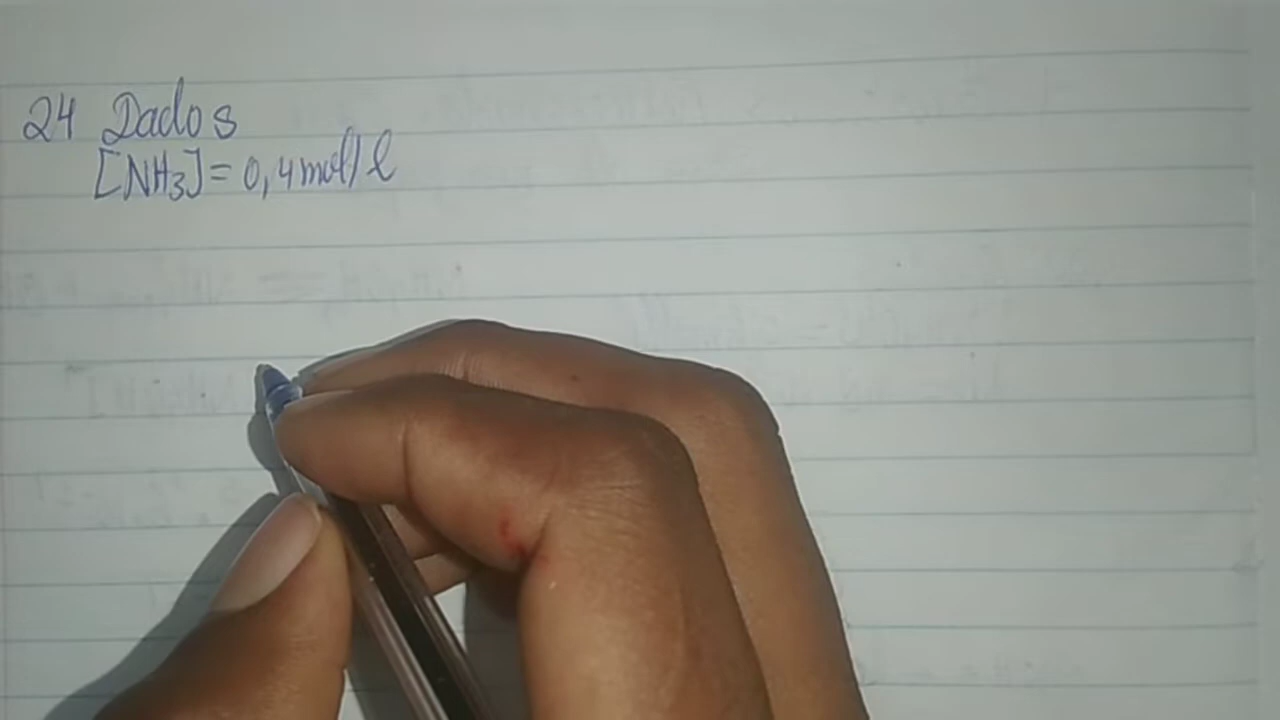 24 Dados
[NH₃] = 0,4 mol/l